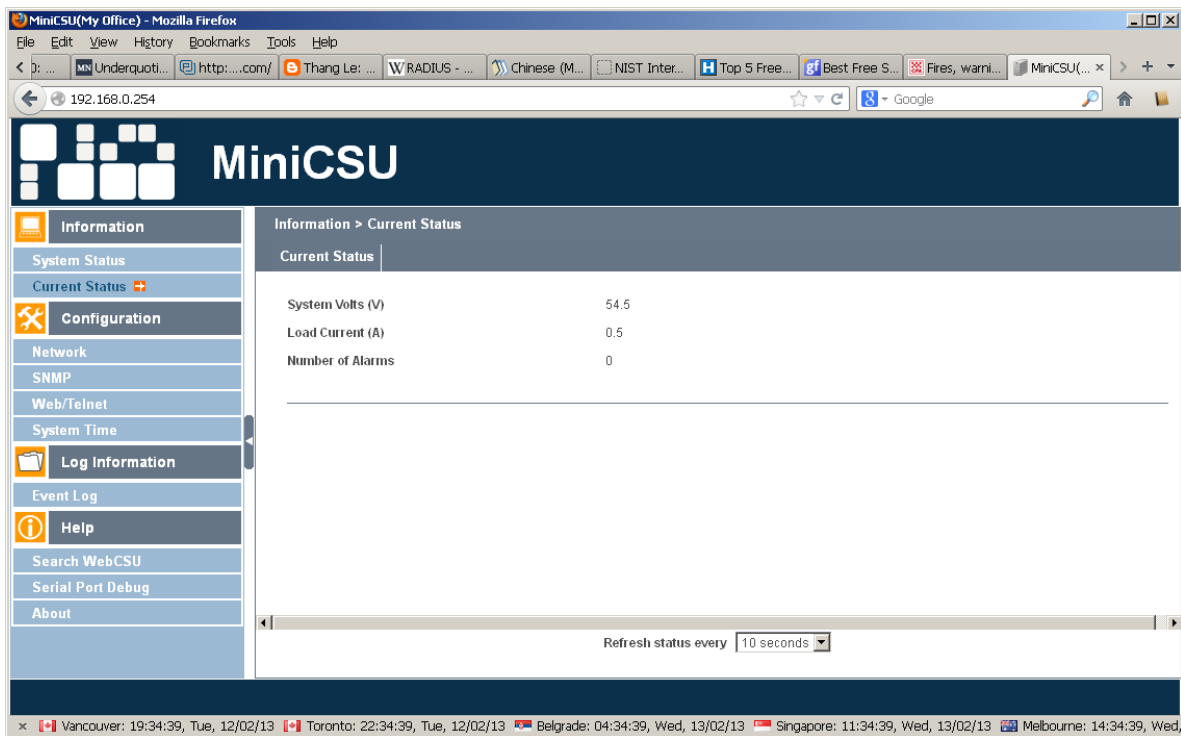 MiniCSU(My Office) - Mozilla Firefox
File Edit View History Bookmarks Tools Help
): ... Underquoti... http:....com/ Thang Le: ... RADIUS - ... Chinese (M... NIST Inter... Top 5 Free... Best Free S... Fires, warni... MiniCSU(...
192.168.0.254 Google
MiniCSU
Information
System Status
Current Status
Configuration
Network
SNMP
Web/Telnet
System Time
Log Information
Event Log
Help
Search WebCSU
Serial Port Debug
About
Information > Current Status
Current Status
System Volts (V) 54.5
Load Current (A) 0.5
Number of Alarms 0
Refresh status every 10 seconds
Vancouver: 19:34:39, Tue, 12/02/13 Toronto: 22:34:39, Tue, 12/02/13 Belgrade: 04:34:39, Wed, 13/02/13 Singapore: 11:34:39, Wed, 13/02/13 Melbourne: 14:34:39, Wed,